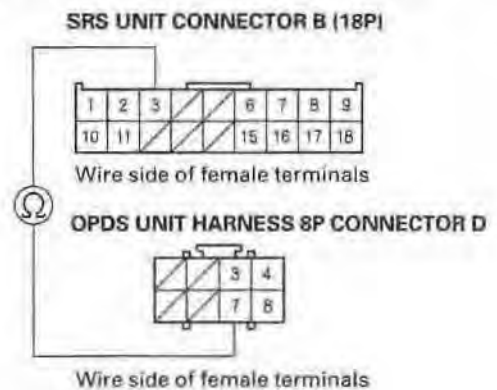 SRS UNIT CONNECTOR B (18P)
1 2 3 6 7 8 9
10 11 15 16 17 18
Wire side of female terminals
Ω
OPDS UNIT HARNESS 8P CONNECTOR D
3 4
7 8
Wire side of female terminals